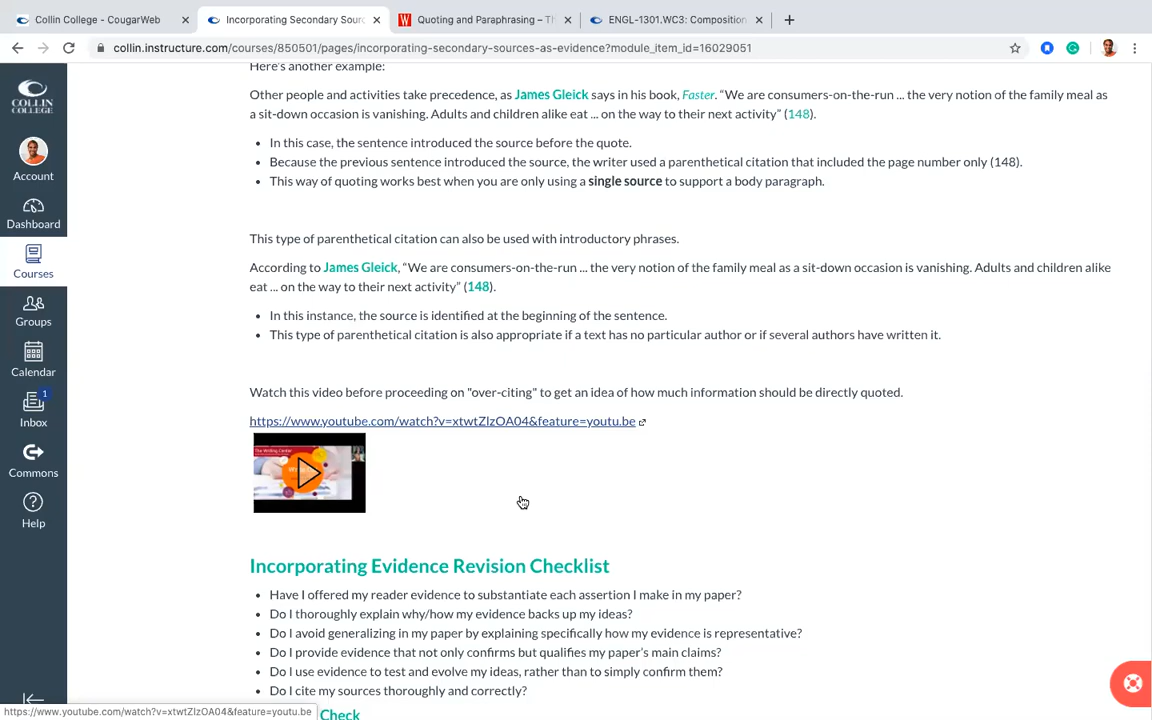 Collin College - CougarWeb
Incorporating Secondary Sourc
Quoting and Paraphrasing – Th
ENGL-1301.WC3: Composition
collin.instructure.com/courses/850501/pages/incorporating-secondary-sources-as-evidence?module_item_id=16029051
COLLIN
COLLEGE
Account
Dashboard
Courses
Groups
Calendar
1
Inbox
Commons
Help
Here's another example:
Other people and activities take precedence, as James Gleick says in his book, Faster. “We are consumers-on-the-run ... the very notion of the family meal as
a sit-down occasion is vanishing. Adults and children alike eat ... on the way to their next activity” (148).
• In this case, the sentence introduced the source before the quote.
• Because the previous sentence introduced the source, the writer used a parenthetical citation that included the page number only (148).
• This way of quoting works best when you are only using a single source to support a body paragraph.
This type of parenthetical citation can also be used with introductory phrases.
According to James Gleick, “We are consumers-on-the-run ... the very notion of the family meal as a sit-down occasion is vanishing. Adults and children alike
eat ... on the way to their next activity” (148).
• In this instance, the source is identified at the beginning of the sentence.
• This type of parenthetical citation is also appropriate if a text has no particular author or if several authors have written it.
Watch this video before proceeding on "over-citing" to get an idea of how much information should be directly quoted.
https://www.youtube.com/watch?v=xtwtZlzOA04&feature=youtu.be
The Writing Center
Incorporating Evidence Revision Checklist
• Have I offered my reader evidence to substantiate each assertion I make in my paper?
• Do I thoroughly explain why/how my evidence backs up my ideas?
• Do I avoid generalizing in my paper by explaining specifically how my evidence is representative?
• Do I provide evidence that not only confirms but qualifies my paper's main claims?
• Do I use evidence to test and evolve my ideas, rather than to simply confirm them?
• Do I cite my sources thoroughly and correctly?
Check
https://www.youtube.com/watch?v=xtwtZlzOA04&feature=youtu.be